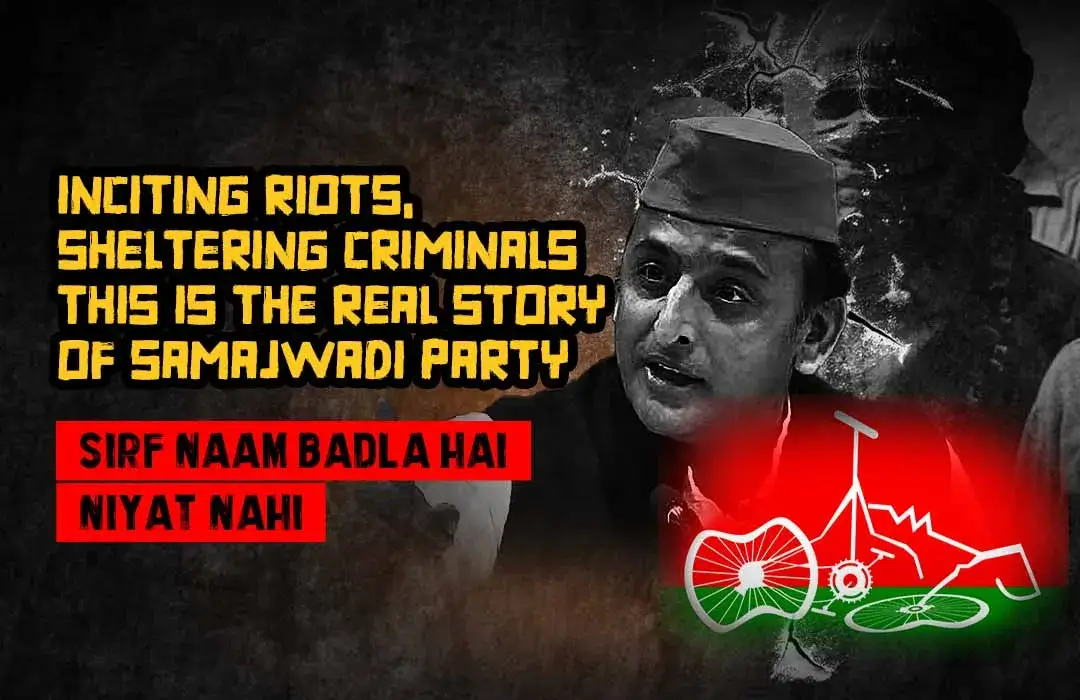 INCITING RIOTS,
SHELTERING CRIMINALS
THIS IS THE REAL STORY
OF SAMAJWADI PARTY
SIRF NAAM BADLA HAI
NIYAT NAHI